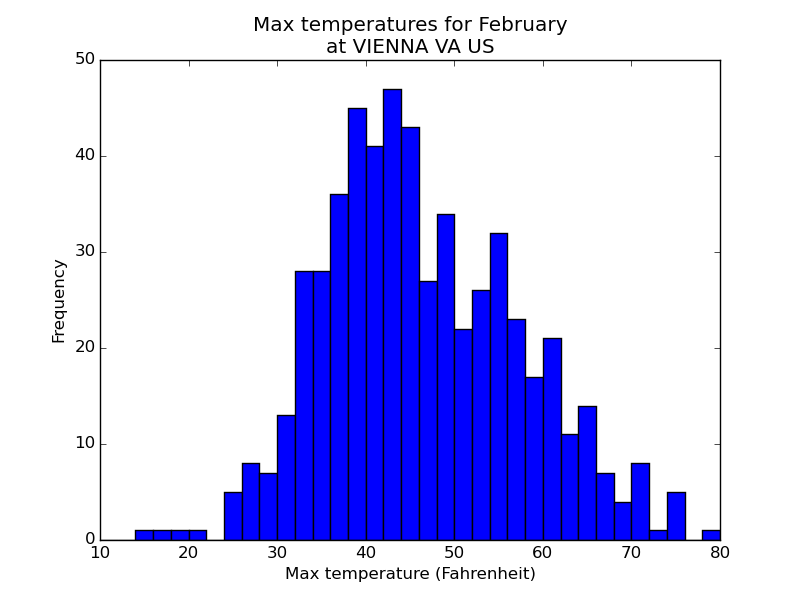 Max temperatures for February
at VIENNA VA US
50
40
30
20
10
0
Frequency
10 20 30 40 50 60 70 80
Max temperature (Fahrenheit)